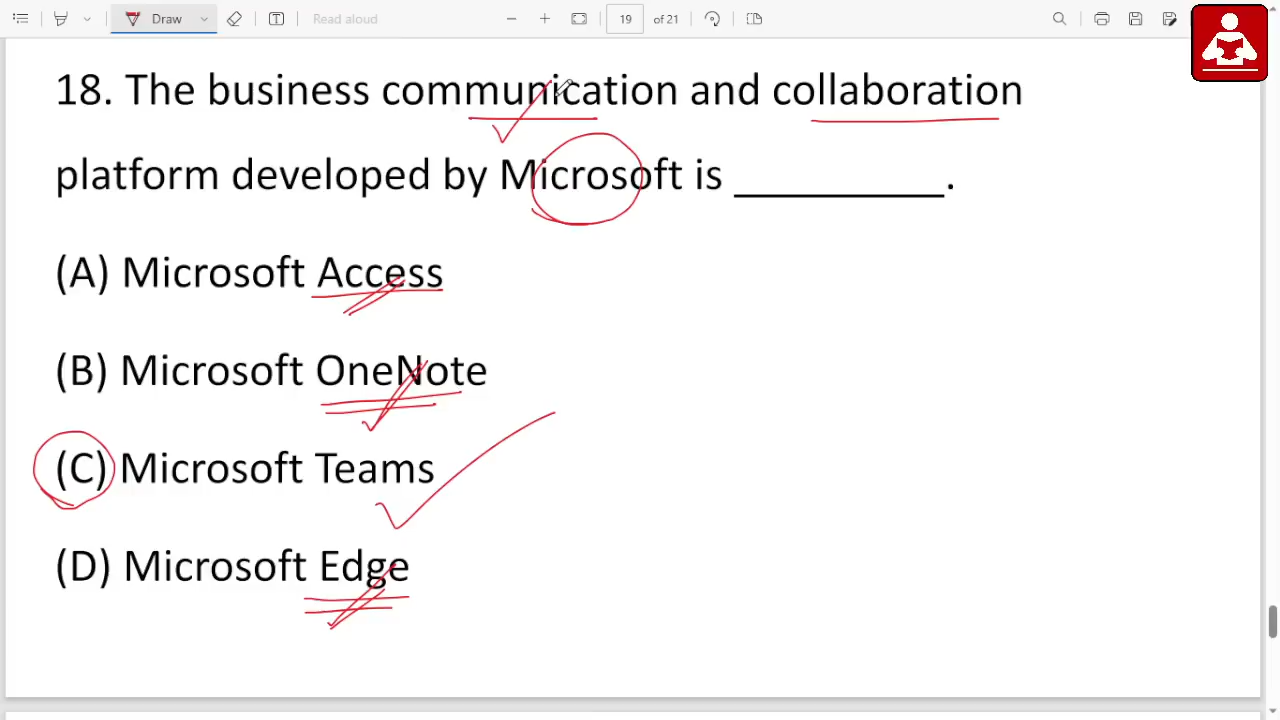 Draw
Read aloud
19 of 21
18. The business communication and collaboration
platform developed by Microsoft is __________.
(A) Microsoft Access
(B) Microsoft OneNote
(C) Microsoft Teams
(D) Microsoft Edge